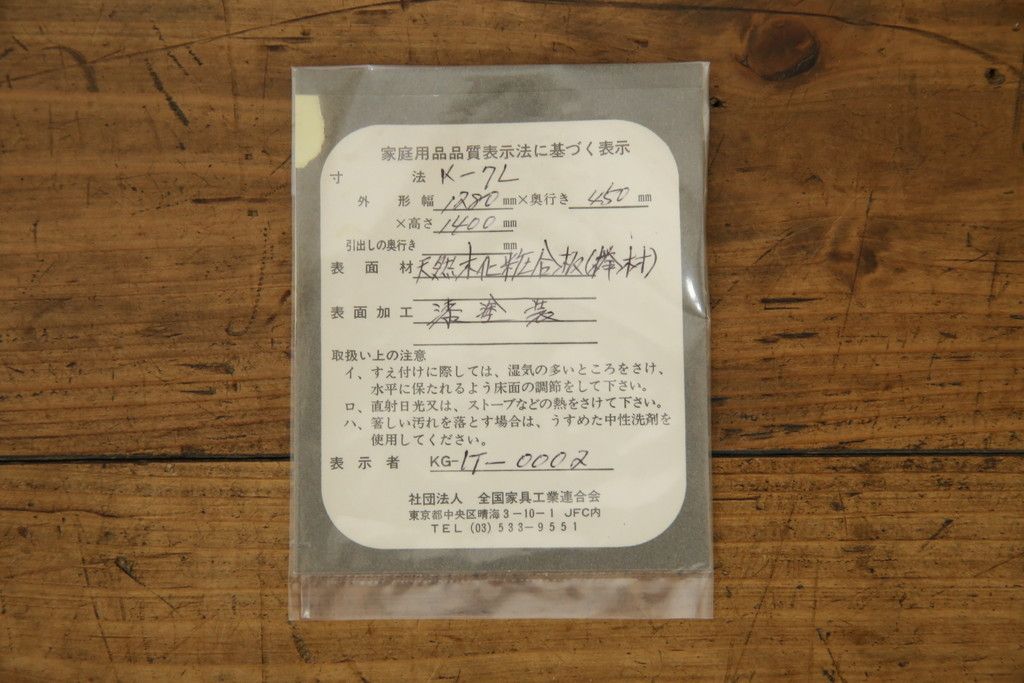 家庭用品品質表示法に基づく表示
寸法 K-7L
外形幅 1280 mm×奥行き 450 mm
×高さ 1400 mm
引出しの奥行き mm
表面材 天然木化粧合板(欅材)
表面加工 漆塗装
取扱い上の注意
イ、すえ付けに際しては、湿気の多いところをさけ、
水平に保たれるよう床面の調節をして下さい。
ロ、直射日光又は、ストーブなどの熱をさけて下さい。
ハ、著しい汚れを落とす場合は、うすめた中性洗剤を
使用してください。
表示者 KG-IT-0002
社団法人 全国家具工業連合会
東京都中央区晴海3-10-1 JFC内
TEL (03) 533-9551